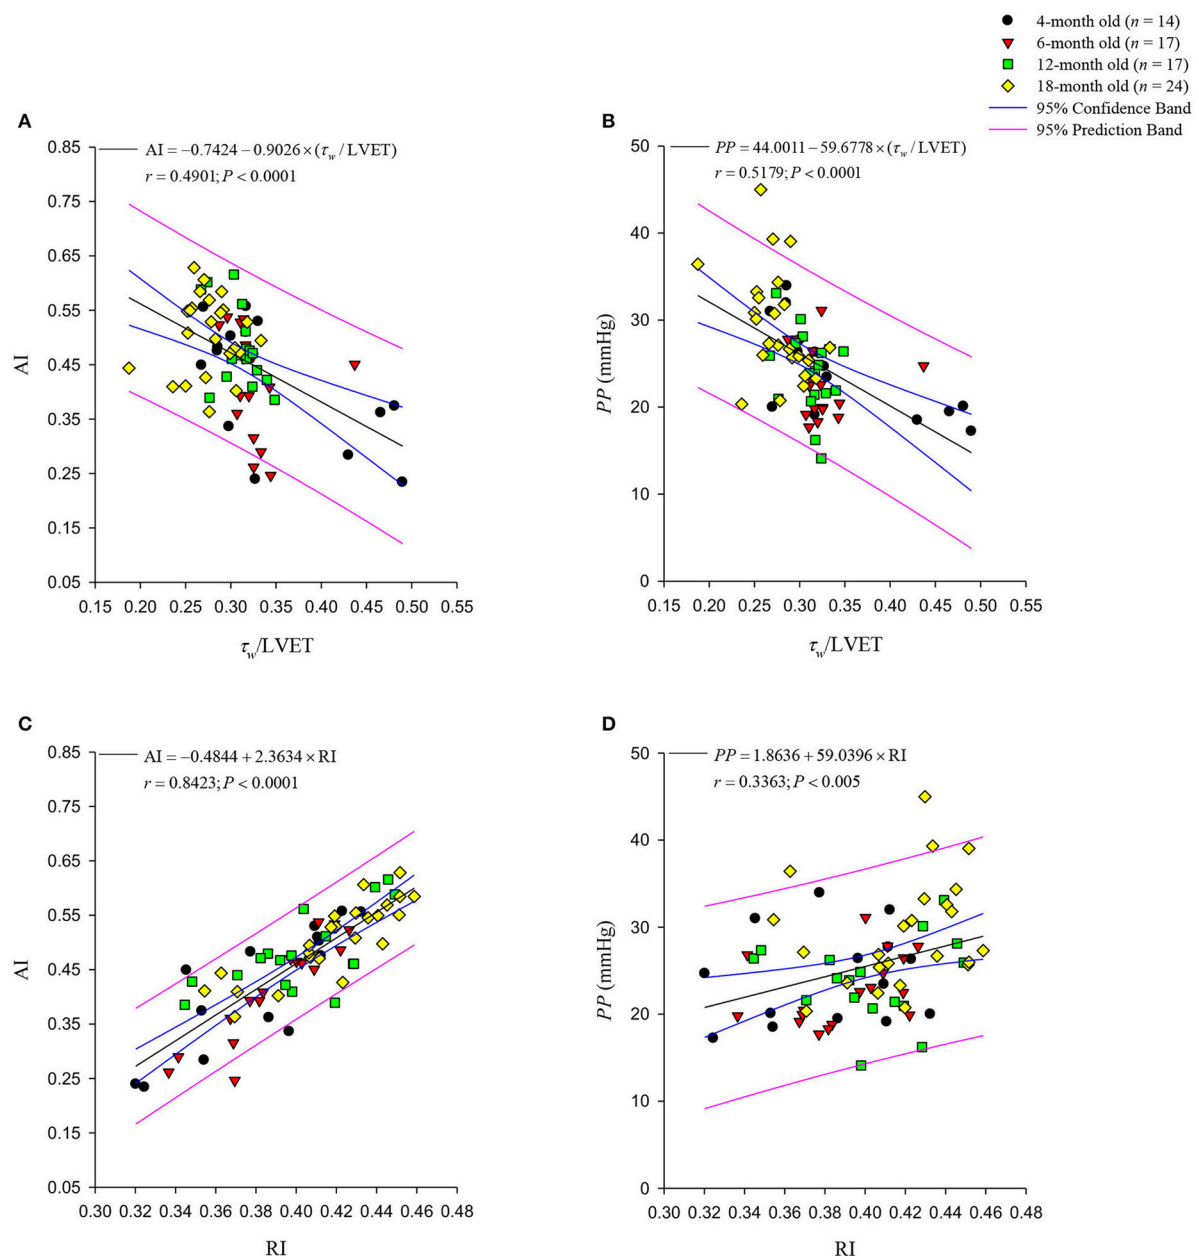 4-month old (n = 14)
6-month old (n = 17)
12-month old (n = 17)
18-month old (n = 24)
95% Confidence Band
95% Prediction Band
A
AI = −0.7424 − 0.9026 × (τw / LVET)
r = 0.4901; P < 0.0001
0.85
0.75
0.65
0.55
0.45
0.35
0.25
0.15
0.05
AI
0.15 0.20 0.25 0.30 0.35 0.40 0.45 0.50 0.55
τw/LVET
B
PP = 44.0011 − 59.6778 × (τw / LVET)
r = 0.5179; P < 0.0001
50
40
30
20
10
0
PP (mmHg)
0.15 0.20 0.25 0.30 0.35 0.40 0.45 0.50 0.55
τw/LVET
C
AI = −0.4844 + 2.3634 × RI
r = 0.8423; P < 0.0001
0.85
0.75
0.65
0.55
0.45
0.35
0.25
0.15
0.05
AI
0.30 0.32 0.34 0.36 0.38 0.40 0.42 0.44 0.46 0.48
RI
D
PP = 1.8636 + 59.0396 × RI
r = 0.3363; P < 0.005
50
40
30
20
10
0
PP (mmHg)
0.30 0.32 0.34 0.36 0.38 0.40 0.42 0.44 0.46 0.48
RI